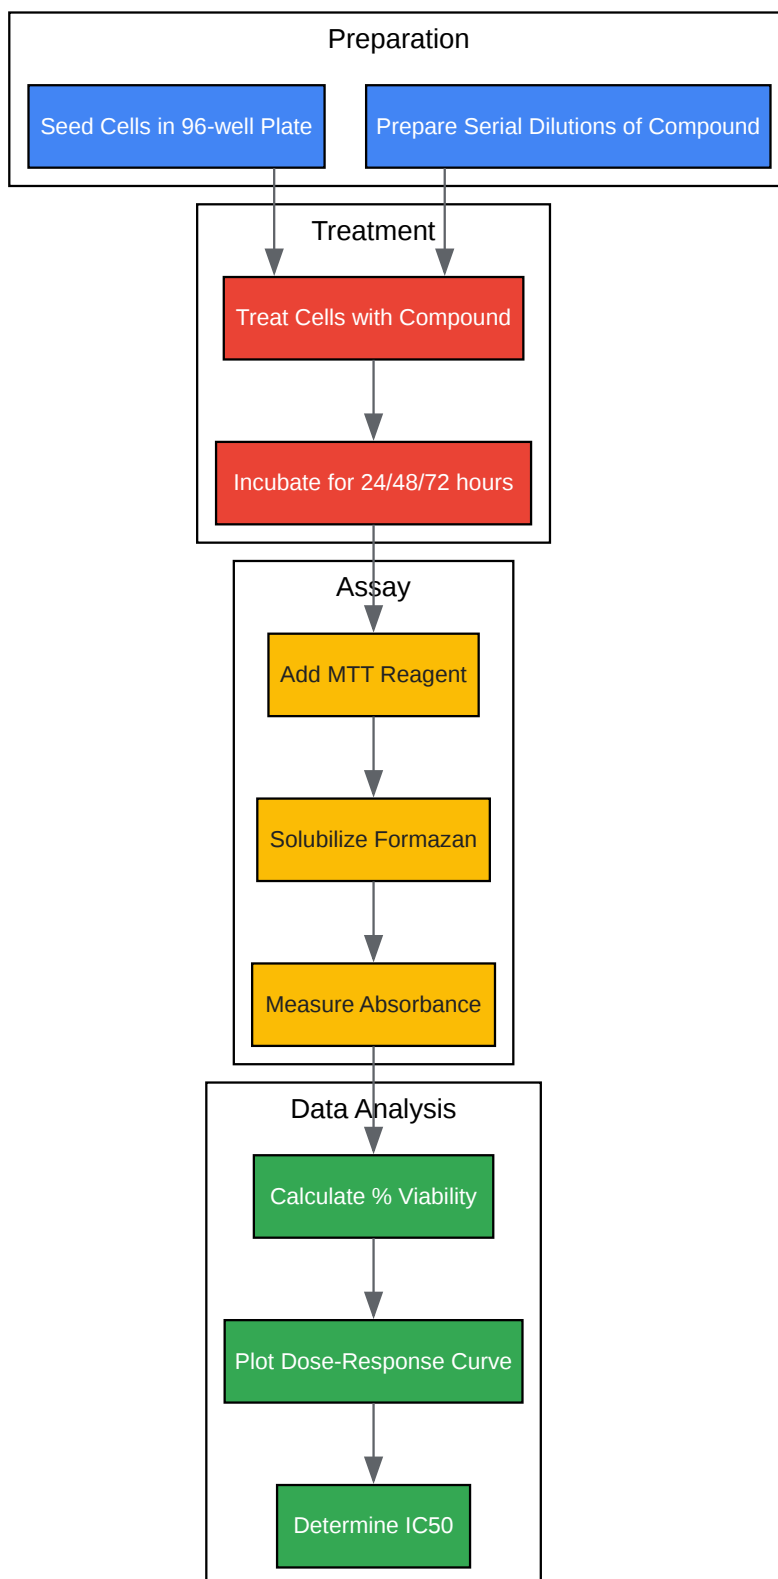 Preparation
Seed Cells in 96-well Plate
Prepare Serial Dilutions of Compound
Treatment
Treat Cells with Compound
Incubate for 24/48/72 hours
Assay
Add MTT Reagent
Solubilize Formazan
Measure Absorbance
Data Analysis
Calculate % Viability
Plot Dose-Response Curve
Determine IC50